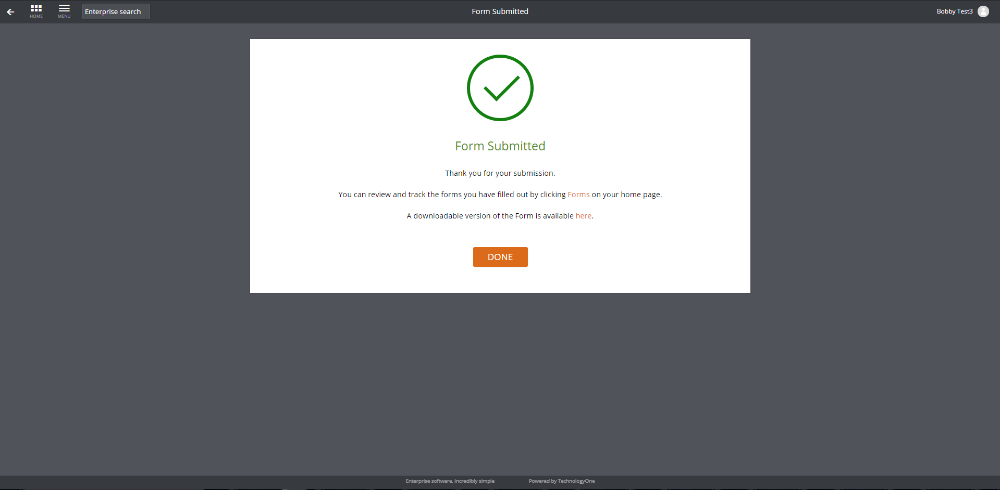 HOME
MENU
Enterprise search
Form Submitted
Bobby Test3
Form Submitted
Thank you for your submission.
You can review and track the forms you have filled out by clicking Forms on your home page.
A downloadable version of the Form is available here.
DONE
Enterprise software, incredibly simple
Powered by TechnologyOne